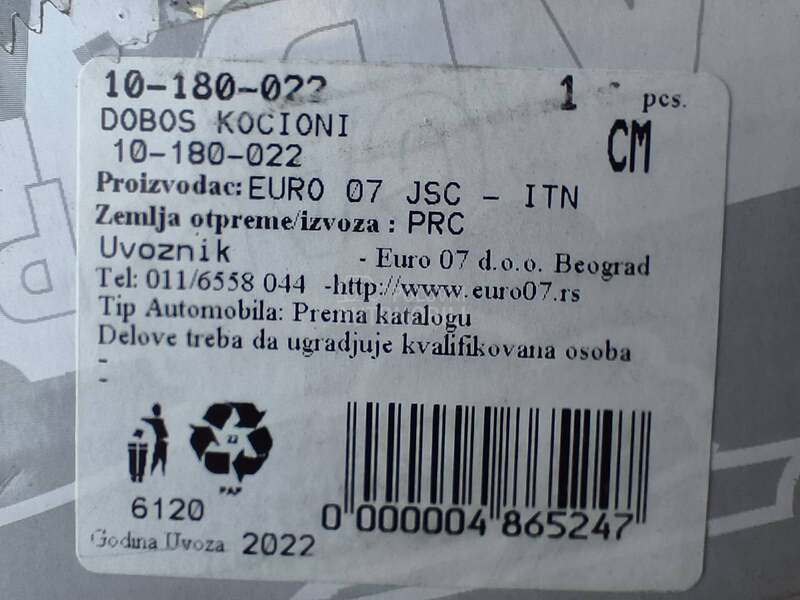 10-180-022 1 pcs.
DOBOS KOCIONI
10-180-022 CM
Proizvodac: EURO 07 JSC - ITN
Zemlja otpreme/izvoza : PRC
Uvoznik - Euro 07 d.o.o. Beograd
Tel: 011/6558 044 -http://www.euro07.rs
Tip Automobila: Prema katalogu
Delove treba da ugradjuje kvalifikovana osoba
-
-
22
PAP
6120
0 000004 865247
Godina Uvoza 2022